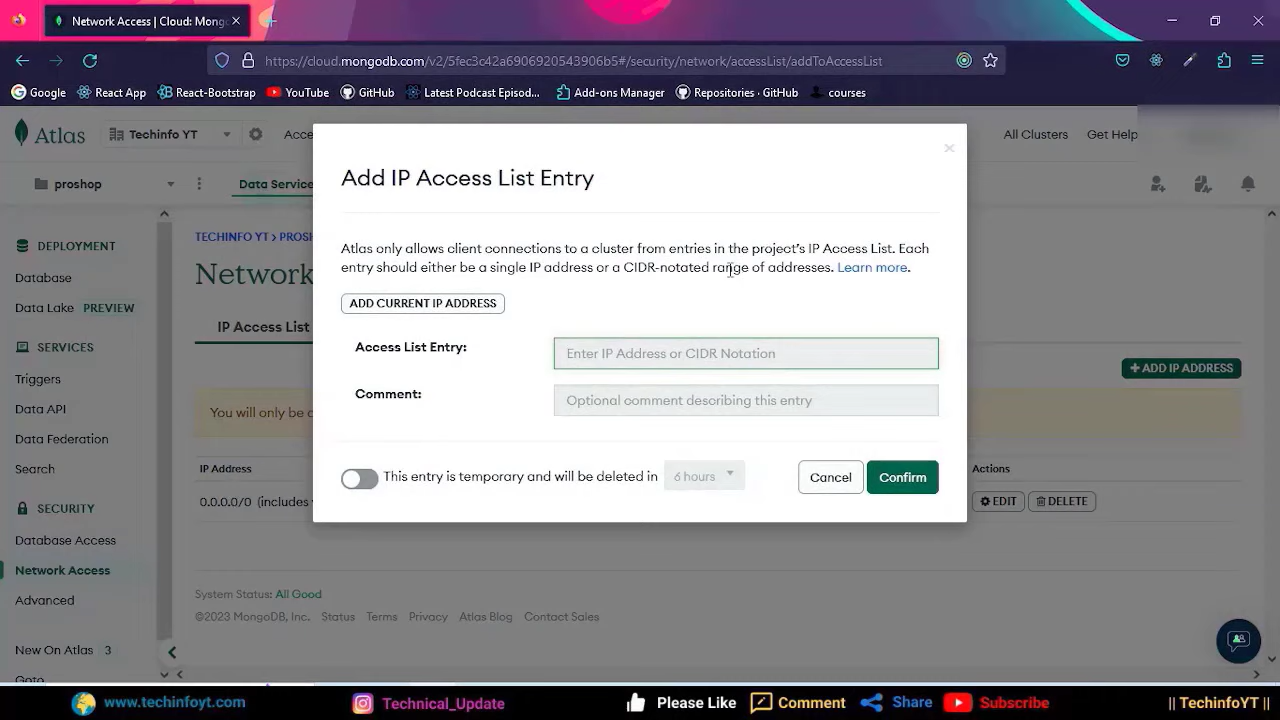 Network Access | Cloud: Mong
https://cloud.mongodb.com/v2/5fec3c42a6906920543906b5#/security/network/accessList/addToAccessList
Google
React App
React-Bootstrap
YouTube
GitHub
Latest Podcast Episod...
Add-ons Manager
Repositories · GitHub
courses
Atlas
Techinfo YT
Acce
All Clusters
Get Help
proshop
Data Service
DEPLOYMENT
Database
Data Lake PREVIEW
SERVICES
Triggers
Data API
Data Federation
Search
SECURITY
Database Access
Network Access
Advanced
New On Atlas 3
Goto
TECHINFO YT > PROS
Network
IP Access List
You will only be a
+ ADD IP ADDRESS
IP Address
Actions
0.0.0.0/0 (includes
EDIT
DELETE
System Status: All Good
©2023 MongoDB, Inc. Status Terms Privacy Atlas Blog Contact Sales
Add IP Access List Entry
Atlas only allows client connections to a cluster from entries in the project's IP Access List. Each
entry should either be a single IP address or a CIDR-notated range of addresses. Learn more.
ADD CURRENT IP ADDRESS
Access List Entry:
Enter IP Address or CIDR Notation
Comment:
Optional comment describing this entry
This entry is temporary and will be deleted in 6 hours
Cancel
Confirm
www.techinfoyt.com
Technical_Update
Please Like
Comment
Share
Subscribe
|| TechinfoYT ||